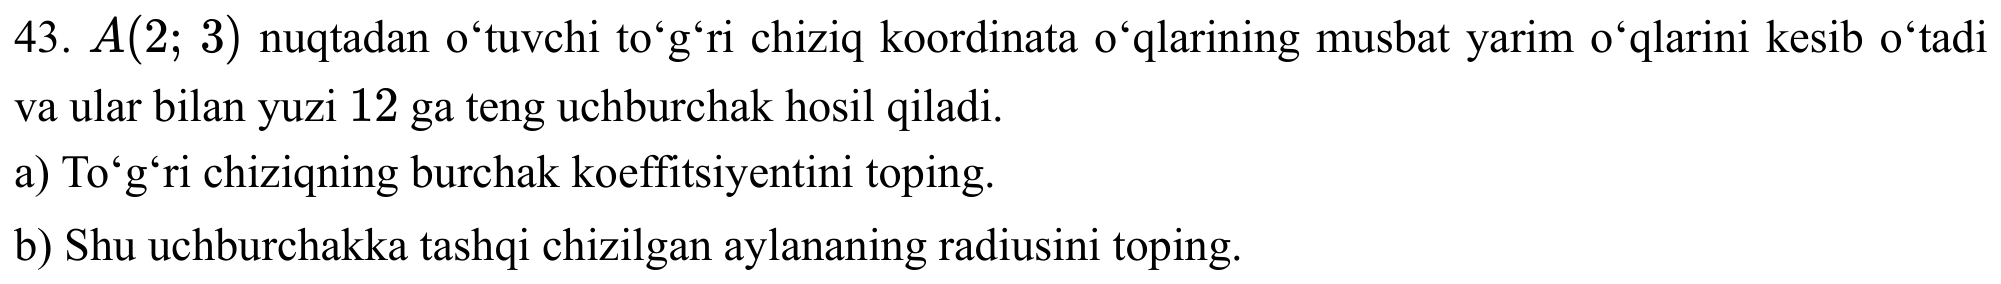 43. A(2; 3) nuqtadan o‘tuvchi to‘g‘ri chiziq koordinata o‘qlarining musbat yarim o‘qlarini kesib o‘tadi
va ular bilan yuzi 12 ga teng uchburchak hosil qiladi.
a) To‘g‘ri chiziqning burchak koeffitsiyentini toping.
b) Shu uchburchakka tashqi chizilgan aylananing radiusini toping.